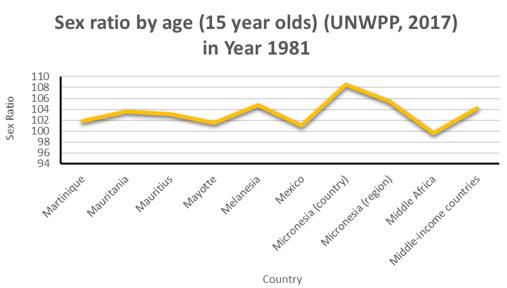 Sex ratio by age (15 year olds) (UNWPP, 2017)
in Year 1981
110
108
106
104
102
100
98
96
94
Sex Ratio
Martinique
Mauritania
Mauritius
Mayotte
Melanesia
Mexico
Micronesia (country)
Micronesia (region)
Middle Africa
Middle-income countries
Country